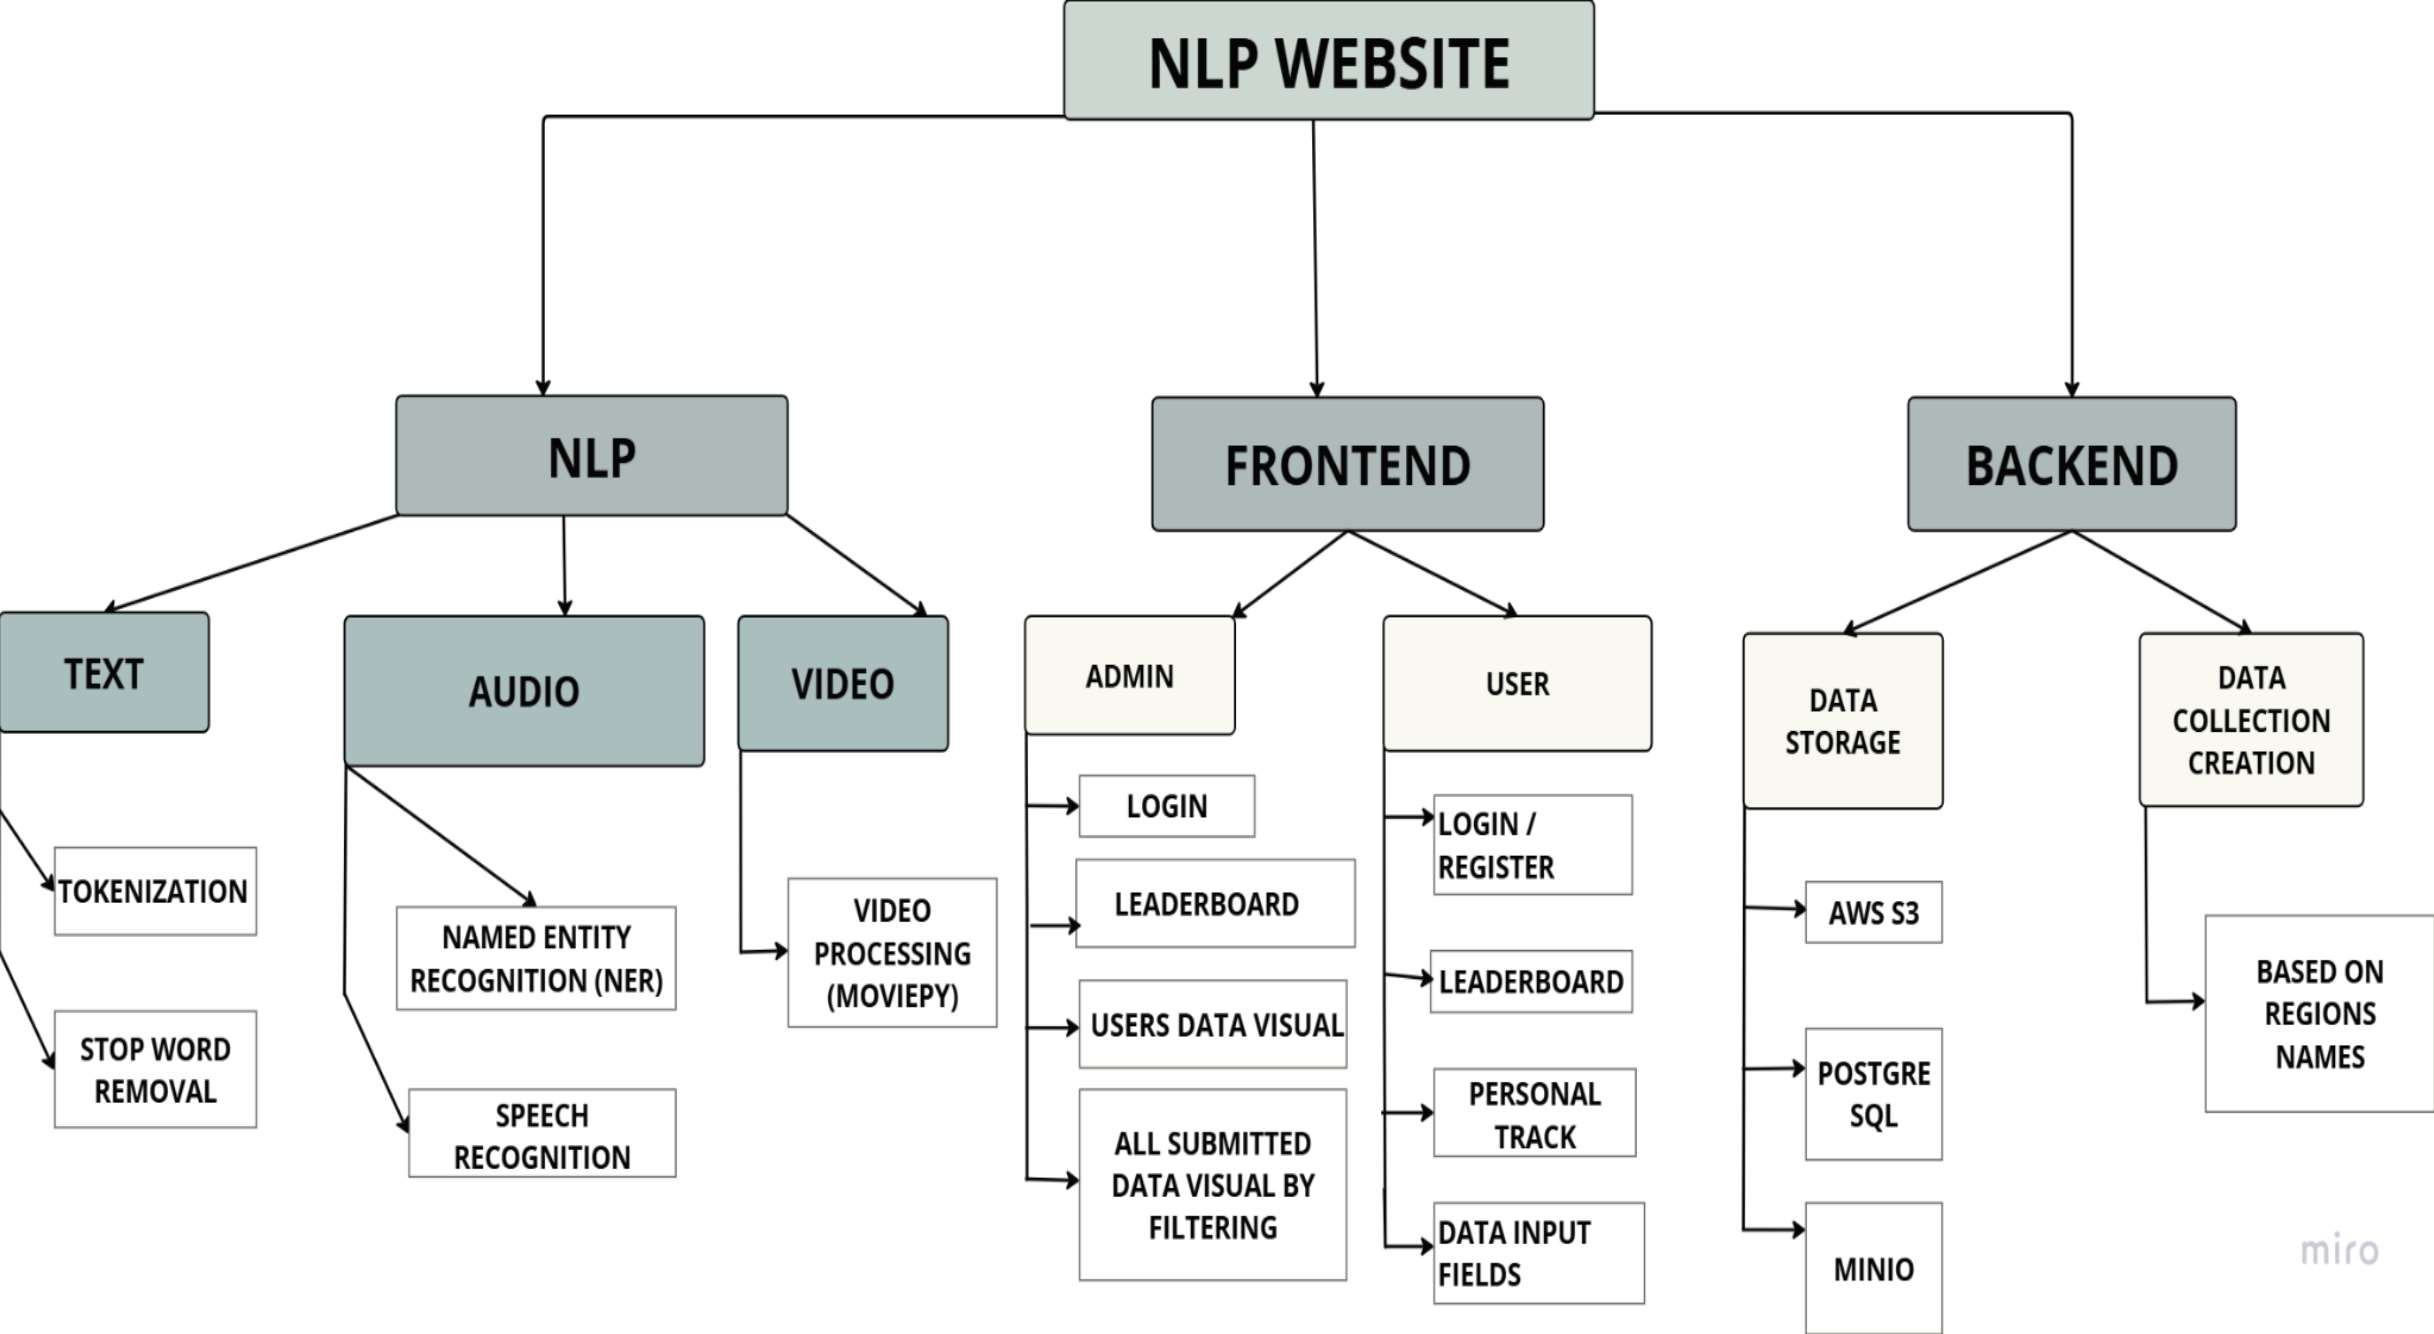 NLP WEBSITE
NLP
FRONTEND
BACKEND
TEXT
AUDIO
VIDEO
ADMIN
USER
DATA
STORAGE
DATA
COLLECTION
CREATION
TOKENIZATION
STOP WORD
REMOVAL
NAMED ENTITY
RECOGNITION (NER)
SPEECH
RECOGNITION
VIDEO
PROCESSING
(MOVIEPY)
LOGIN
LEADERBOARD
USERS DATA VISUAL
ALL SUBMITTED
DATA VISUAL BY
FILTERING
LOGIN /
REGISTER
LEADERBOARD
PERSONAL
TRACK
DATA INPUT
FIELDS
AWS S3
POSTGRE
SQL
MINIO
BASED ON
REGIONS
NAMES
miro